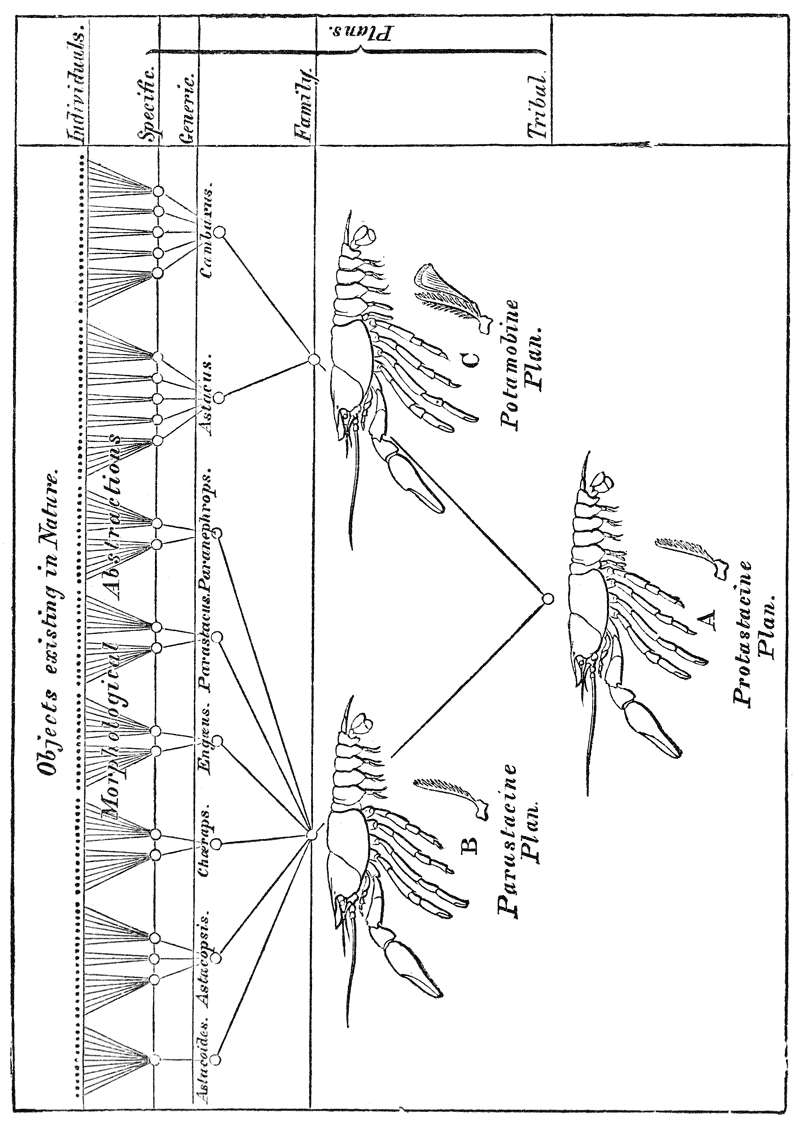 Objects existing in Nature.
Individuals.
Morphological Abstractions
Specific.
Generic.
Astacoides. Astacopsis. Chæraps. Engæus. Parastacus. Paranephrops. Astacus. Cambarus.
Family.
Plans.
B
Parastacine
Plan.
C
Potamobine
Plan.
Tribal.
A
Protastacine
Plan.